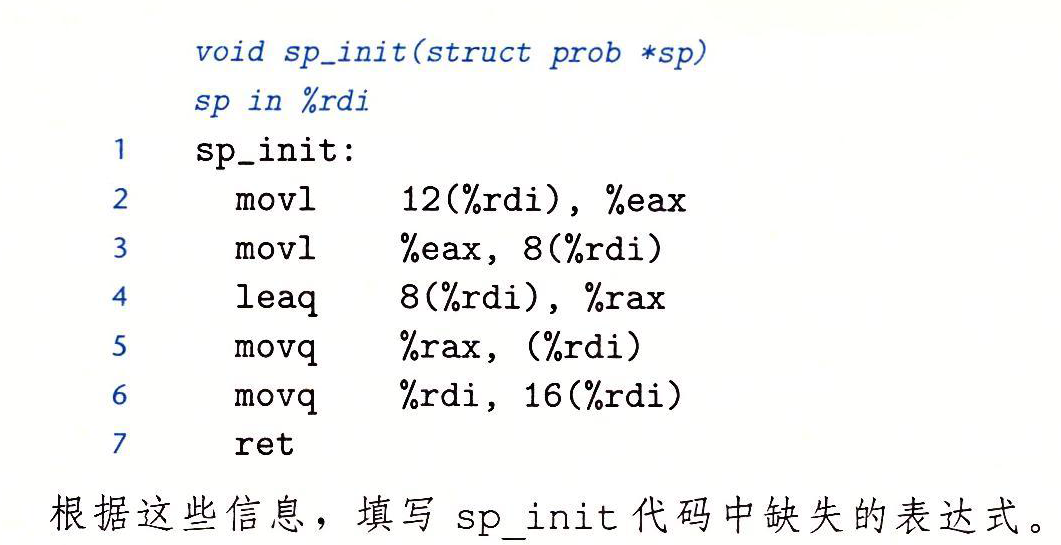 void sp_init(struct prob *sp)
sp in %rdi
1 sp_init:
2 movl 12(%rdi), %eax
3 movl %eax, 8(%rdi)
4 leaq 8(%rdi), %rax
5 movq %rax, (%rdi)
6 movq %rdi, 16(%rdi)
7 ret
根据这些信息，填写 sp_init 代码中缺失的表达式。